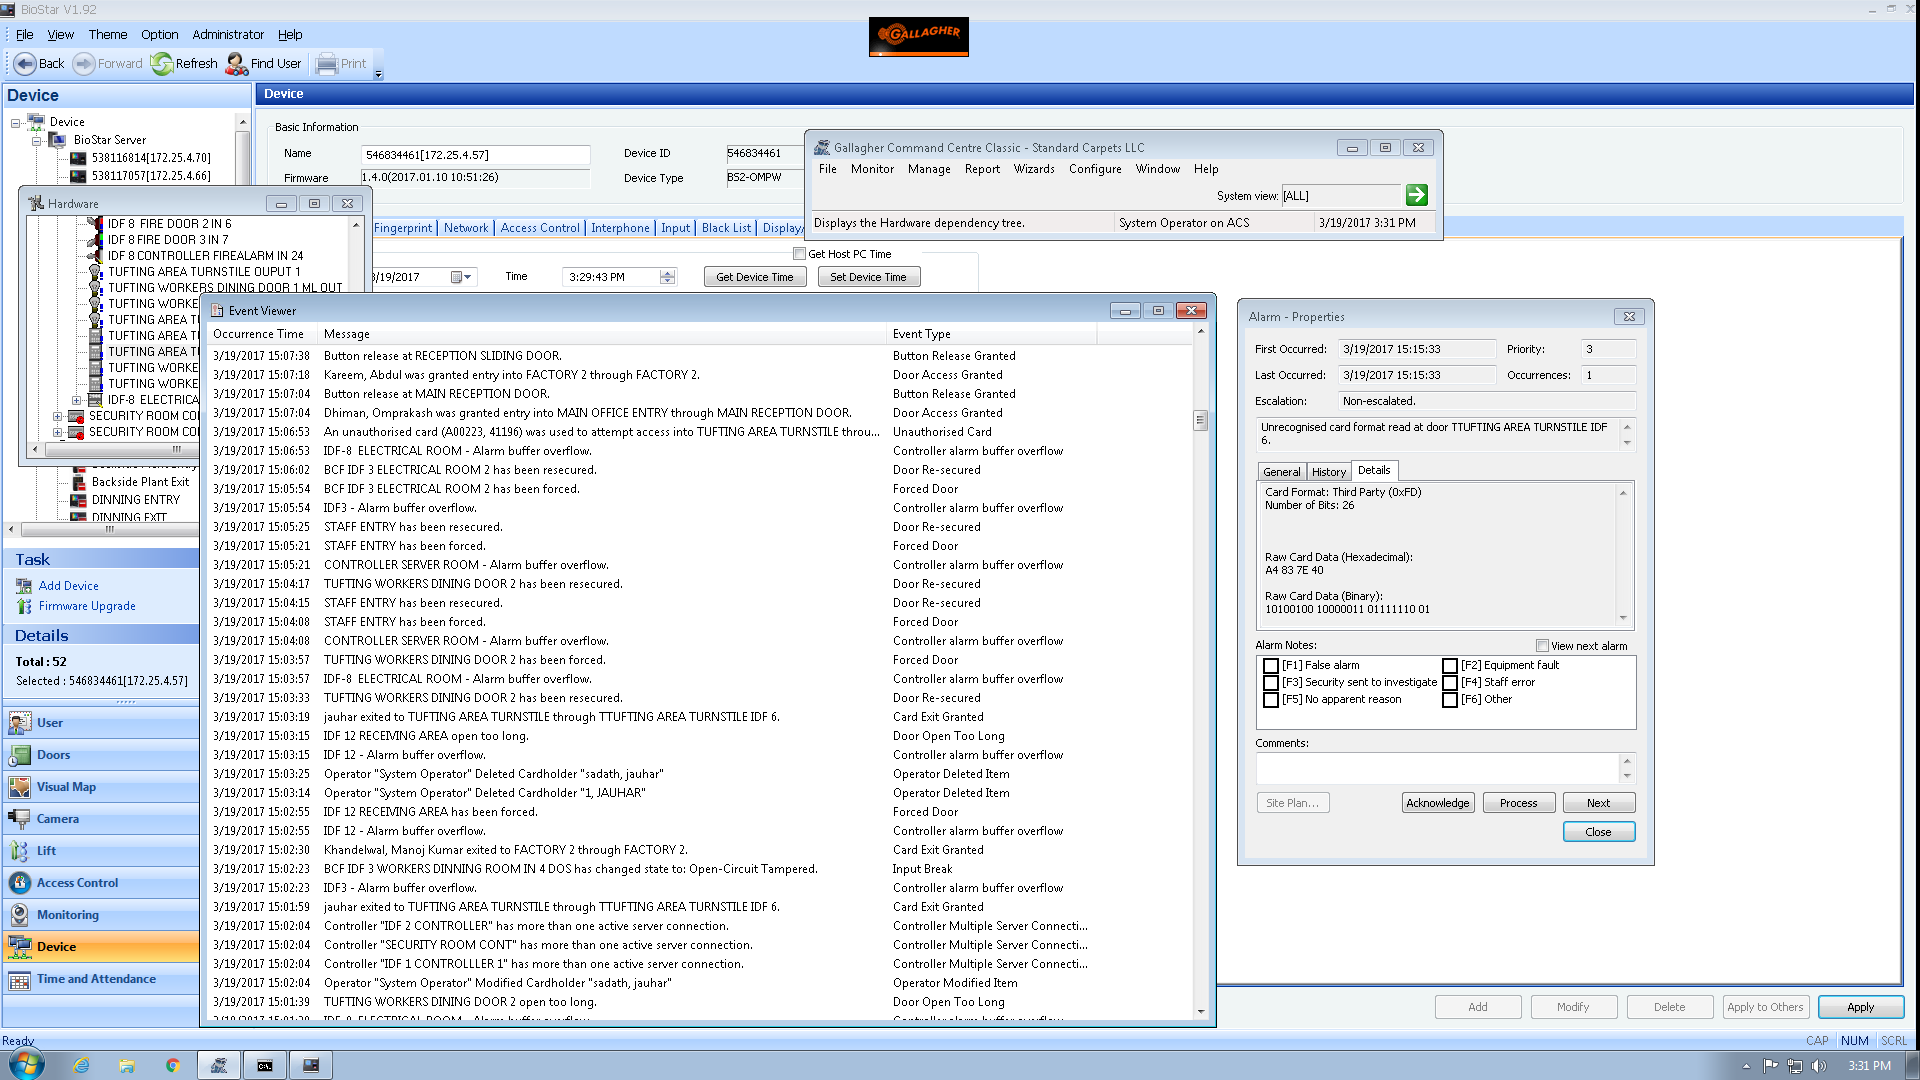 BioStar V1.92
File View Theme Option Administrator Help
GALLAGHER
Back Forward Refresh Find User Print
Device
Device
Device
BioStar Server
538116814[172.25.4.70]
538117057[172.25.4.66]
Basic Information
Name 546834461[172.25.4.57] Device ID 546834461
Firmware 1.4.0(2017.01.10 10:51:26) Device Type BS2-OMPW
Fingerprint Network Access Control Interphone Input Black List Display/
Get Host PC Time
3/19/2017 Time 3:29:43 PM Get Device Time Set Device Time
Gallagher Command Centre Classic - Standard Carpets LLC
File Monitor Manage Report Wizards Configure Window Help
System view: [ALL]
Displays the Hardware dependency tree. System Operator on ACS 3/19/2017 3:31 PM
Hardware
IDF 8 FIRE DOOR 2 IN 6
IDF 8 FIRE DOOR 3 IN 7
IDF 8 CONTROLLER FIREALARM IN 24
TUFTING AREA TURNSTILE OUPUT 1
TUFTING WORKERS DINING DOOR 1 ML OUT
TUFTING WORKE
TUFTING AREA T
TUFTING AREA T
TUFTING AREA T
TUFTING WORKE
TUFTING WORKE
IDF-8 ELECTRICA
SECURITY ROOM CO
SECURITY ROOM CO
Backside Plant Exit
DINNING ENTRY
DINNING EXIT
Event Viewer
Occurrence Time Message Event Type
3/19/2017 15:07:38 Button release at RECEPTION SLIDING DOOR. Button Release Granted
3/19/2017 15:07:18 Kareem, Abdul was granted entry into FACTORY 2 through FACTORY 2. Door Access Granted
3/19/2017 15:07:04 Button release at MAIN RECEPTION DOOR. Button Release Granted
3/19/2017 15:07:04 Dhiman, Omprakash was granted entry into MAIN OFFICE ENTRY through MAIN RECEPTION DOOR. Door Access Granted
3/19/2017 15:06:53 An unauthorised card (A00223, 41196) was used to attempt access into TUFTING AREA TURNSTILE throu... Unauthorised Card
3/19/2017 15:06:53 IDF-8 ELECTRICAL ROOM - Alarm buffer overflow. Controller alarm buffer overflow
3/19/2017 15:06:02 BCF IDF 3 ELECTRICAL ROOM 2 has been resecured. Door Re-secured
3/19/2017 15:05:54 BCF IDF 3 ELECTRICAL ROOM 2 has been forced. Forced Door
3/19/2017 15:05:54 IDF3 - Alarm buffer overflow. Controller alarm buffer overflow
3/19/2017 15:05:25 STAFF ENTRY has been resecured. Door Re-secured
3/19/2017 15:05:21 STAFF ENTRY has been forced. Forced Door
3/19/2017 15:05:21 CONTROLLER SERVER ROOM - Alarm buffer overflow. Controller alarm buffer overflow
3/19/2017 15:04:17 TUFTING WORKERS DINING DOOR 2 has been resecured. Door Re-secured
3/19/2017 15:04:15 STAFF ENTRY has been resecured. Door Re-secured
3/19/2017 15:04:08 STAFF ENTRY has been forced. Forced Door
3/19/2017 15:04:08 CONTROLLER SERVER ROOM - Alarm buffer overflow. Controller alarm buffer overflow
3/19/2017 15:03:57 TUFTING WORKERS DINING DOOR 2 has been forced. Forced Door
3/19/2017 15:03:57 IDF-8 ELECTRICAL ROOM - Alarm buffer overflow. Controller alarm buffer overflow
3/19/2017 15:03:33 TUFTING WORKERS DINING DOOR 2 has been resecured. Door Re-secured
3/19/2017 15:03:19 jauhar exited to TUFTING AREA TURNSTILE through TTUFTING AREA TURNSTILE IDF 6. Card Exit Granted
3/19/2017 15:03:15 IDF 12 RECEIVING AREA open too long. Door Open Too Long
3/19/2017 15:03:15 IDF 12 - Alarm buffer overflow. Controller alarm buffer overflow
3/19/2017 15:03:25 Operator "System Operator" Deleted Cardholder "sadath, jauhar" Operator Deleted Item
3/19/2017 15:03:14 Operator "System Operator" Deleted Cardholder "1, JAUHAR" Operator Deleted Item
3/19/2017 15:02:55 IDF 12 RECEIVING AREA has been forced. Forced Door
3/19/2017 15:02:55 IDF 12 - Alarm buffer overflow. Controller alarm buffer overflow
3/19/2017 15:02:30 Khandelwal, Manoj Kumar exited to FACTORY 2 through FACTORY 2. Card Exit Granted
3/19/2017 15:02:23 BCF IDF 3 WORKERS DINNING ROOM IN 4 DOS has changed state to: Open-Circuit Tampered. Input Break
3/19/2017 15:02:23 IDF3 - Alarm buffer overflow. Controller alarm buffer overflow
3/19/2017 15:01:59 jauhar exited to TUFTING AREA TURNSTILE through TTUFTING AREA TURNSTILE IDF 6. Card Exit Granted
3/19/2017 15:02:04 Controller "IDF 2 CONTROLLER" has more than one active server connection. Controller Multiple Server Connecti...
3/19/2017 15:02:04 Controller "SECURITY ROOM CONT" has more than one active server connection. Controller Multiple Server Connecti...
3/19/2017 15:02:04 Controller "IDF 1 CONTROLLLER 1" has more than one active server connection. Controller Multiple Server Connecti...
3/19/2017 15:02:04 Operator "System Operator" Modified Cardholder "sadath, jauhar" Operator Modified Item
3/19/2017 15:01:39 TUFTING WORKERS DINING DOOR 2 open too long. Door Open Too Long
Alarm - Properties
First Occurred: 3/19/2017 15:15:33 Priority: 3
Last Occurred: 3/19/2017 15:15:33 Occurrences: 1
Escalation: Non-escalated.
Unrecognised card format read at door TTUFTING AREA TURNSTILE IDF
6.
General History Details
Card Format: Third Party (0xFD)
Number of Bits: 26
Raw Card Data (Hexadecimal):
A4 83 7E 40
Raw Card Data (Binary):
10100100 10000011 01111110 01
Alarm Notes: View next alarm
[F1] False alarm [F2] Equipment fault
[F3] Security sent to investigate [F4] Staff error
[F5] No apparent reason [F6] Other
Comments:
Site Plan... Acknowledge Process Next
Close
Task
Add Device
Firmware Upgrade
Details
Total : 52
Selected : 546834461[172.25.4.57]
User
Doors
Visual Map
Camera
Lift
Access Control
Monitoring
Device
Time and Attendance
Add Modify Delete Apply to Others Apply
Ready CAP NUM SCRL
3:31 PM